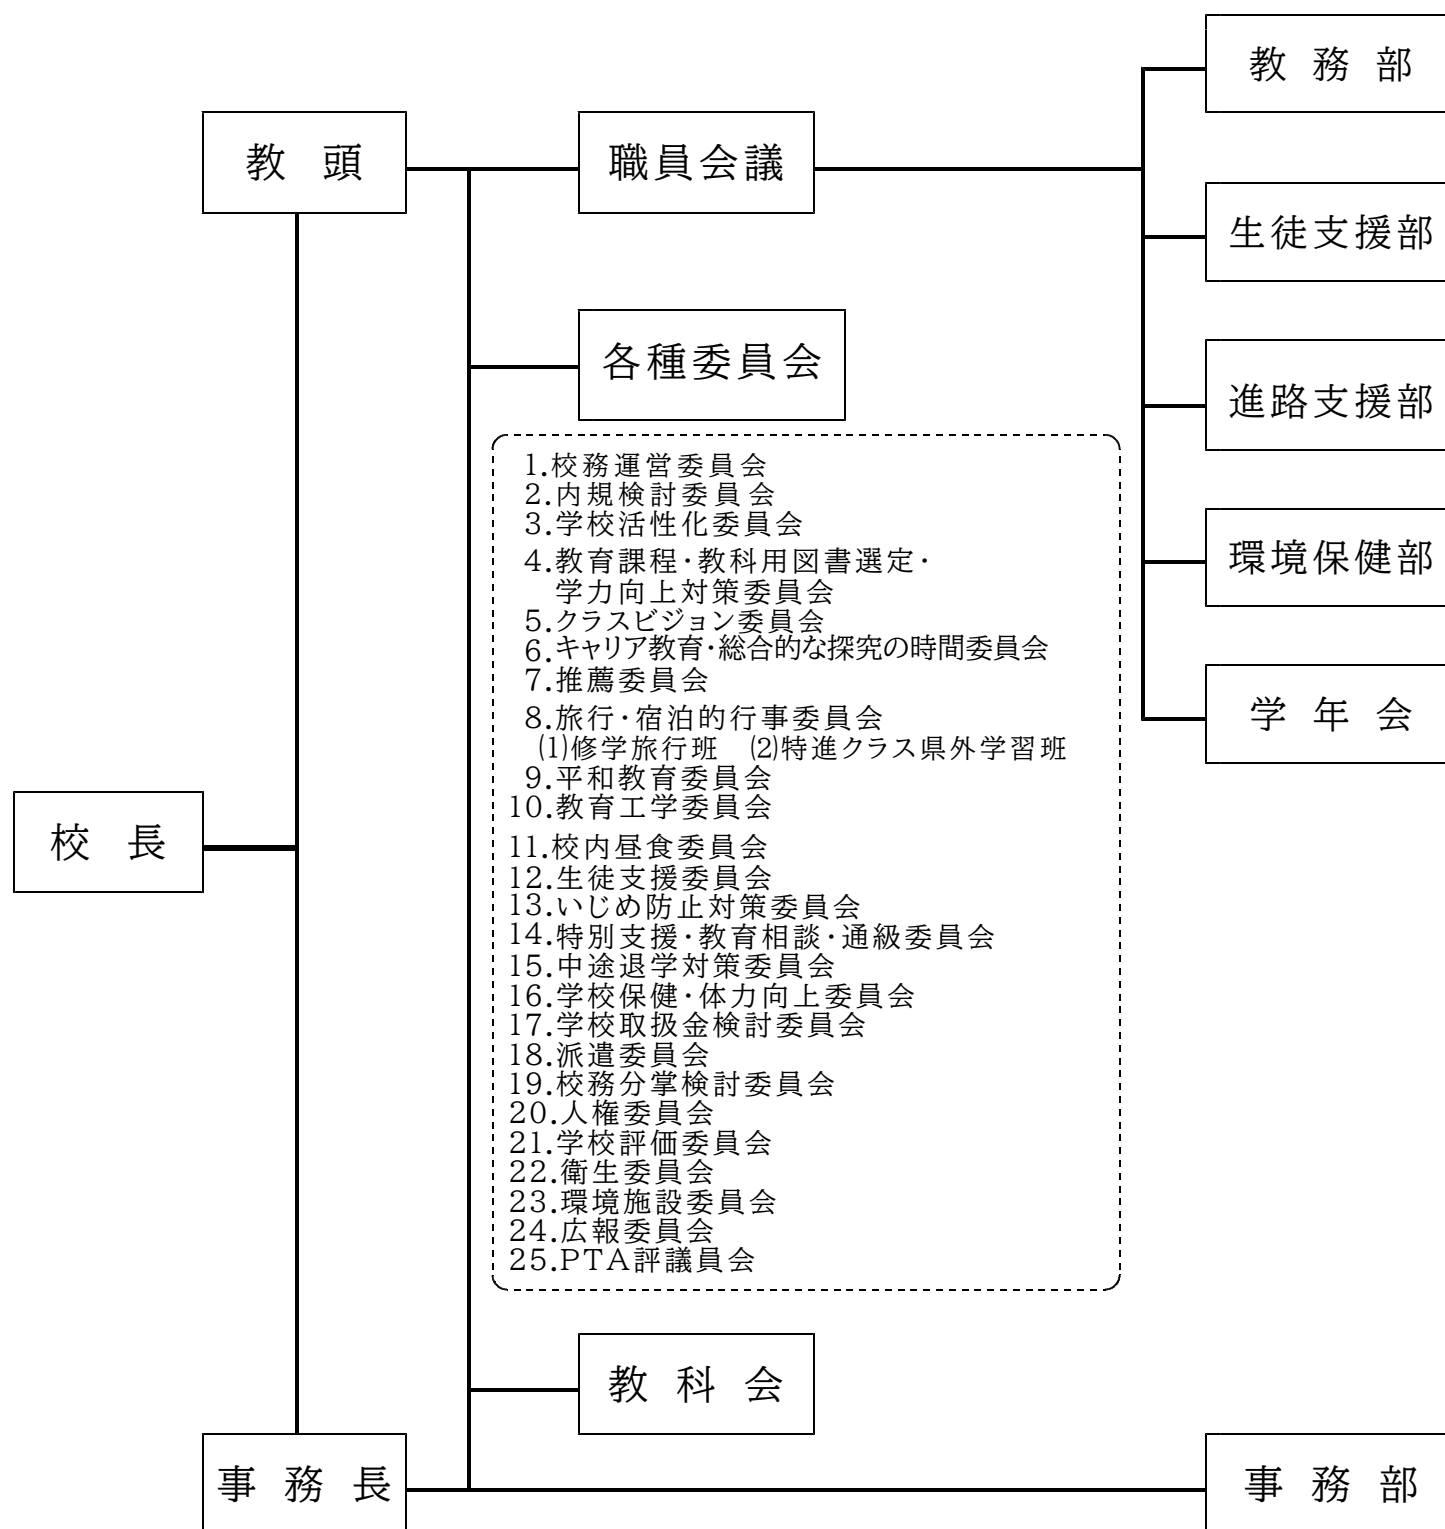 教務部
教頭
職員会議
生徒支援部
各種委員会
進路支援部
1.校務運営委員会
2.内規検討委員会
3.学校活性化委員会
4.教育課程・教科用図書選定・
学力向上対策委員会
5.クラスビジョン委員会
6.キャリア教育・総合的な探究の時間委員会
7.推薦委員会
8.旅行・宿泊的行事委員会
(1)修学旅行班 (2)特進クラス県外学習班
9.平和教育委員会
10.教育工学委員会
11.校内昼食委員会
12.生徒支援委員会
13.いじめ防止対策委員会
14.特別支援・教育相談・通級委員会
15.中途退学対策委員会
16.学校保健・体力向上委員会
17.学校取扱金検討委員会
18.派遣委員会
19.校務分掌検討委員会
20.人権委員会
21.学校評価委員会
22.衛生委員会
23.環境施設委員会
24.広報委員会
25.PTA評議員会
環境保健部
学年会
校長
教科会
事務長
事務部